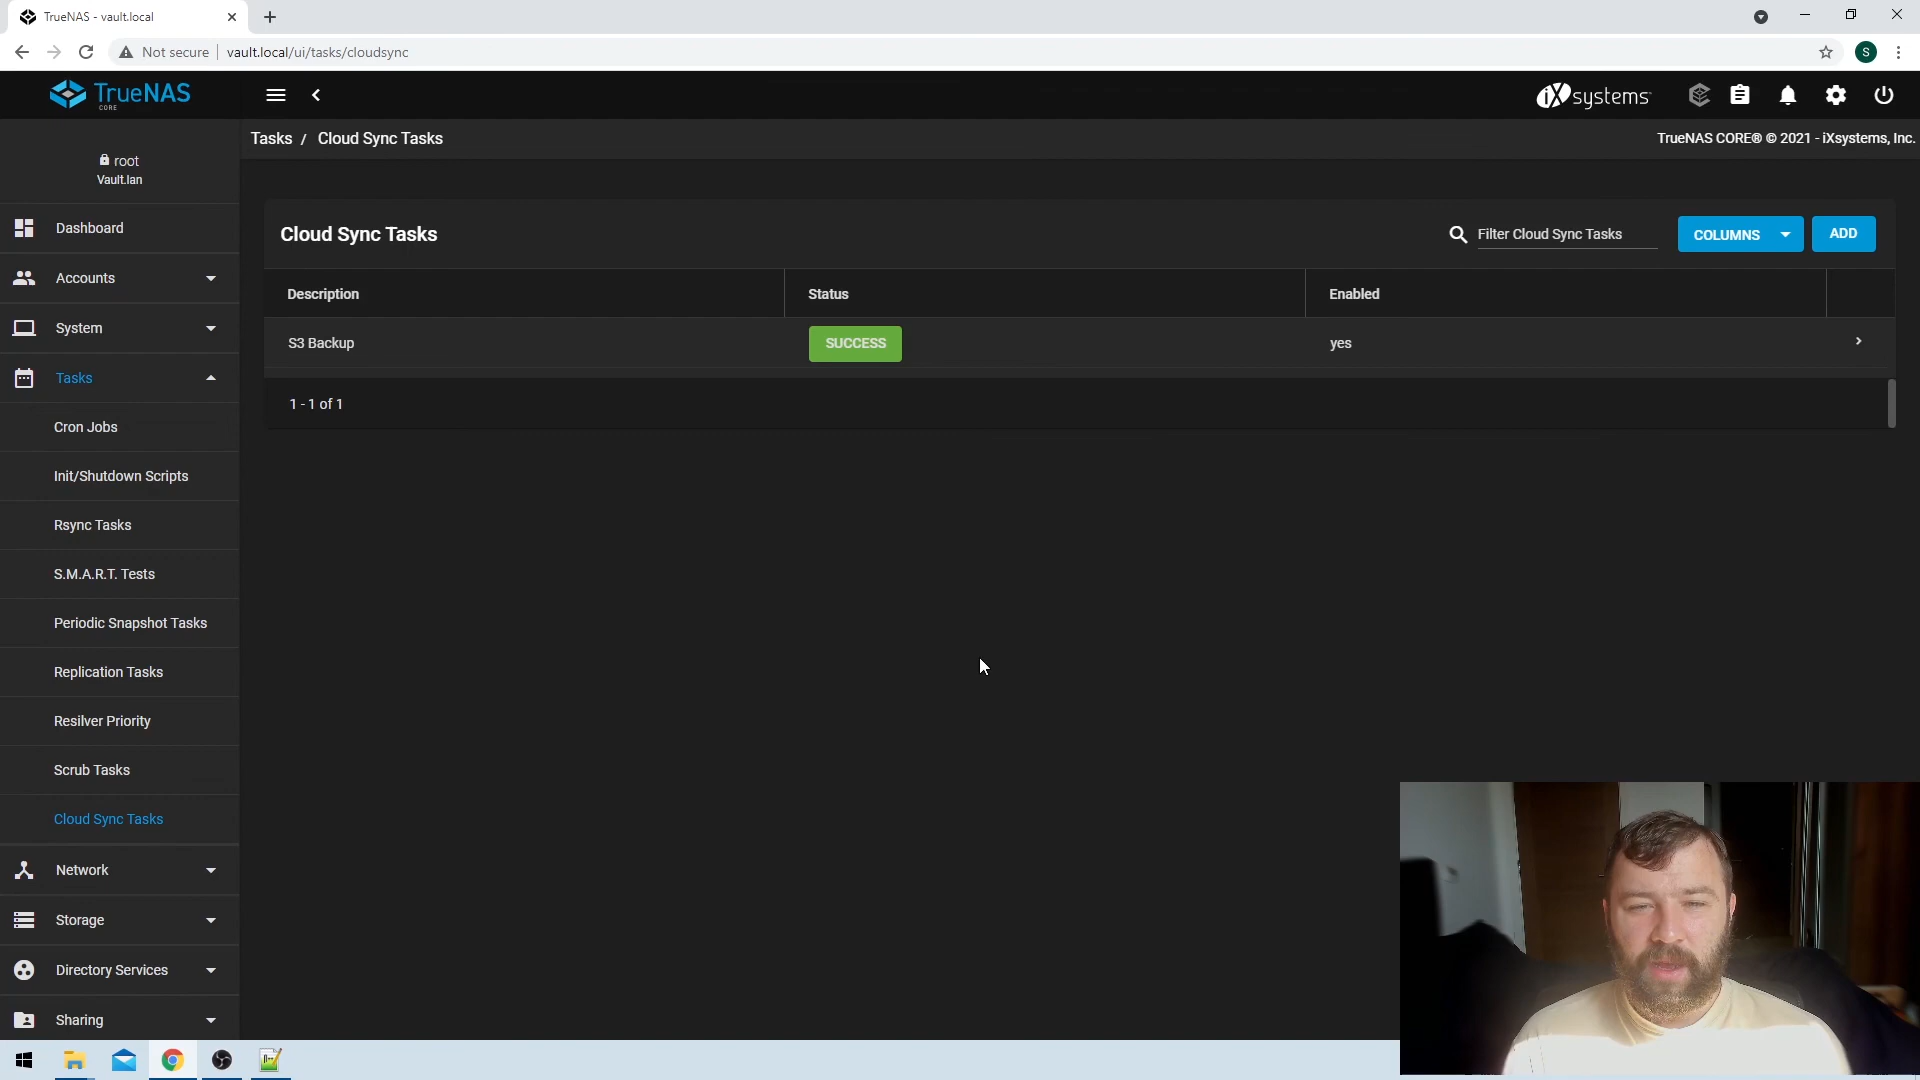 TrueNAS - vault.local
Not secure
vault.local/ui/tasks/cloudsync
S
TrueNAS
CORE
iXsystems
Tasks / Cloud Sync Tasks
TrueNAS CORE® © 2021 - iXsystems, Inc.
root
Vault.lan
Dashboard
Accounts
System
Tasks
Cron Jobs
Init/Shutdown Scripts
Rsync Tasks
S.M.A.R.T. Tests
Periodic Snapshot Tasks
Replication Tasks
Resilver Priority
Scrub Tasks
Cloud Sync Tasks
Network
Storage
Directory Services
Sharing
Cloud Sync Tasks
Filter Cloud Sync Tasks
COLUMNS
ADD
Description Status Enabled
S3 Backup SUCCESS yes
1 - 1 of 1